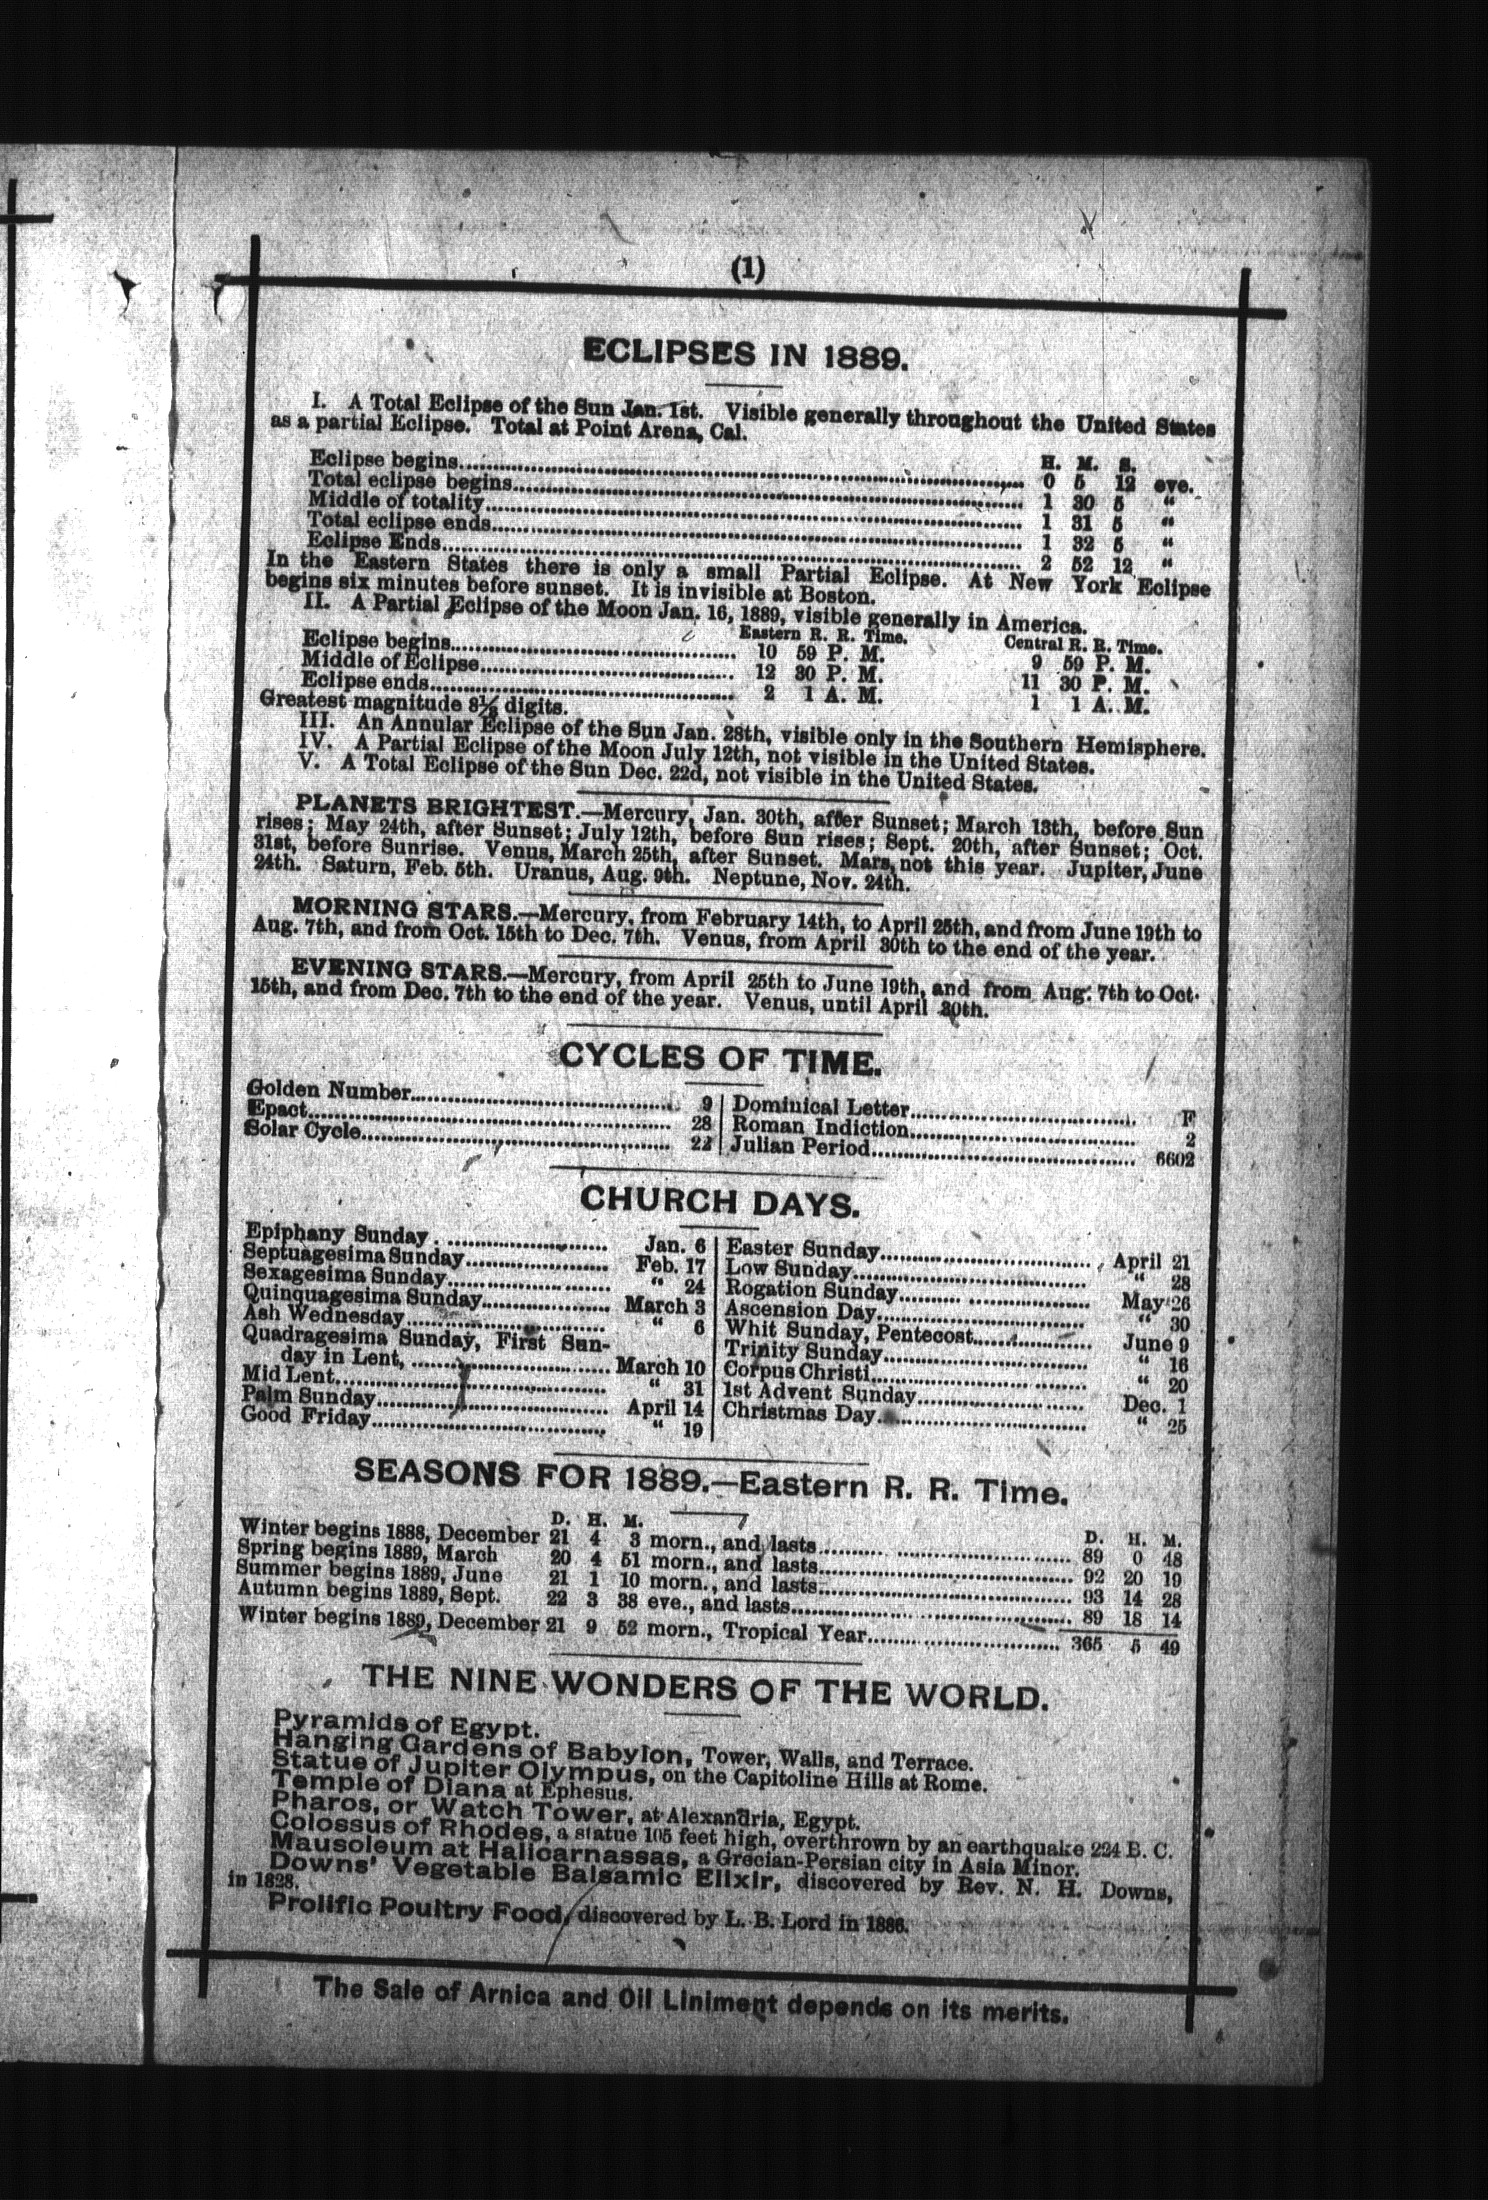 (1)
ECLIPSES IN 1889.
I. A Total Eclipse of the Sun Jan. 1st. Visible generally throughout the United States
as a partial Eclipse. Total at Point Arena, Cal.
H. M. S.
Eclipse begins........ 0 5 12 eve.
Total eclipse begins........ 1 30 5 "
Middle of totality........ 1 31 5 "
Total eclipse ends........ 1 32 5 "
Eclipse Ends........ 2 52 12 "
In the Eastern States there is only a small Partial Eclipse. At New York Eclipse
begins six minutes before sunset. It is invisible at Boston.
II. A Partial Eclipse of the Moon Jan. 16, 1889, visible generally in America.
Eastern R. R. Time. Central R. R. Time.
Eclipse begins........ 10 59 P. M. 9 59 P. M.
Middle of Eclipse........ 12 30 P. M. 11 30 P. M.
Eclipse ends........ 2 1 A. M. 1 1 A. M.
Greatest magnitude digits.
III. An Annular Eclipse of the Sun Jan. 28th, visible only in the Southern Hemisphere.
IV. A Partial Eclipse of the Moon July 12th, not visible in the United States.
V. A Total Eclipse of the Sun Dec. 22d, not visible in the United States.
PLANETS BRIGHTEST.—Mercury, Jan. 30th, after Sunset; March 13th, before Sun
rises; May 24th, after Sunset; July 12th, before Sun rises; Sept. 20th, after Sunset; Oct.
31st, before Sunrise. Venus, March 25th, after Sunset. Mars, not this year. Jupiter, June
24th. Saturn, Feb. 5th. Uranus, Aug. 9th. Neptune, Nov. 24th.
MORNING STARS.—Mercury, from February 14th, to April 25th, and from June 19th to
Aug. 7th, and from Oct. 15th to Dec. 7th. Venus, from April 30th to the end of the year.
EVENING STARS.—Mercury, from April 25th to June 19th, and from Aug. 7th to Oct.
15th, and from Dec. 7th to the end of the year. Venus, until April 30th.
CYCLES OF TIME.
Golden Number........ 9
Epact........ 28
Solar Cycle........ 22
Dominical Letter........ F
Roman Indiction........ 2
Julian Period........ 6602
CHURCH DAYS.
Epiphany Sunday........ Jan. 6
Septuagesima Sunday........ Feb. 17
Sexagesima Sunday........ " 24
Quinquagesima Sunday........ March 3
Ash Wednesday........ " 6
Quadragesima Sunday, First Sun-
day in Lent,........ March 10
Mid Lent........ " 31
Palm Sunday........ April 14
Good Friday........ " 19
Easter Sunday........ April 21
Low Sunday........ " 28
Rogation Sunday........ May 26
Ascension Day........ " 30
Whit Sunday, Pentecost........ June 9
Trinity Sunday........ " 16
Corpus Christi........ " 20
1st Advent Sunday........ Dec. 1
Christmas Day........ " 25
SEASONS FOR 1889.—Eastern R. R. Time.
D. H. M. D. H. M.
Winter begins 1888, December 21 4 3 morn., and lasts........ 89 0 48
Spring begins 1889, March 20 4 51 morn., and lasts........ 92 20 19
Summer begins 1889, June 21 1 10 morn., and lasts........ 93 14 28
Autumn begins 1889, Sept. 22 3 38 eve., and lasts........ 89 18 14
Winter begins 1889, December 21 9 52 morn., Tropical Year........ 365 5 49
THE NINE WONDERS OF THE WORLD.
Pyramids of Egypt.
Hanging Gardens of Babylon, Tower, Walls, and Terrace.
Statue of Jupiter Olympus, on the Capitoline Hills at Rome.
Temple of Diana at Ephesus.
Pharos, or Watch Tower, at Alexandria, Egypt.
Colossus of Rhodes, a statue 105 feet high, overthrown by an earthquake 224 B. C.
Mausoleum at Halicarnassas, a Grecian-Persian city in Asia Minor.
Downs' Vegetable Balsamic Elixir, discovered by Rev. N. H. Downs,
in 1828.
Prolific Poultry Food, discovered by L. B. Lord in 1886.
The Sale of Arnica and Oil Liniment depends on its merits.